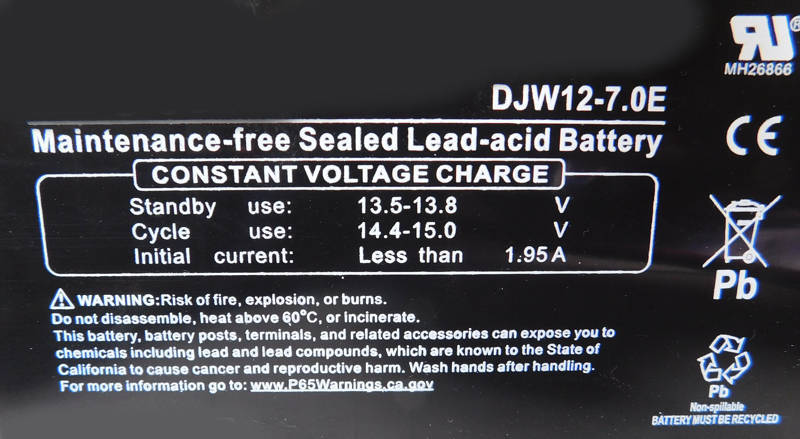 MH26866
DJW12-7.0E
Maintenance-free Sealed Lead-acid Battery
CONSTANT VOLTAGE CHARGE
Standby use: 13.5-13.8 V
Cycle use: 14.4-15.0 V
Initial current: Less than 1.95 A
CE
Pb
WARNING:Risk of fire, explosion, or burns.
Do not disassemble, heat above 60°C, or incinerate.
This battery, battery posts, terminals, and related accessories can expose you to
chemicals including lead and lead compounds, which are known to the State of
California to cause cancer and reproductive harm. Wash hands after handling.
For more information go to: www.P65Warnings.ca.gov
Pb
Non-spillable
BATTERY MUST BE RECYCLED